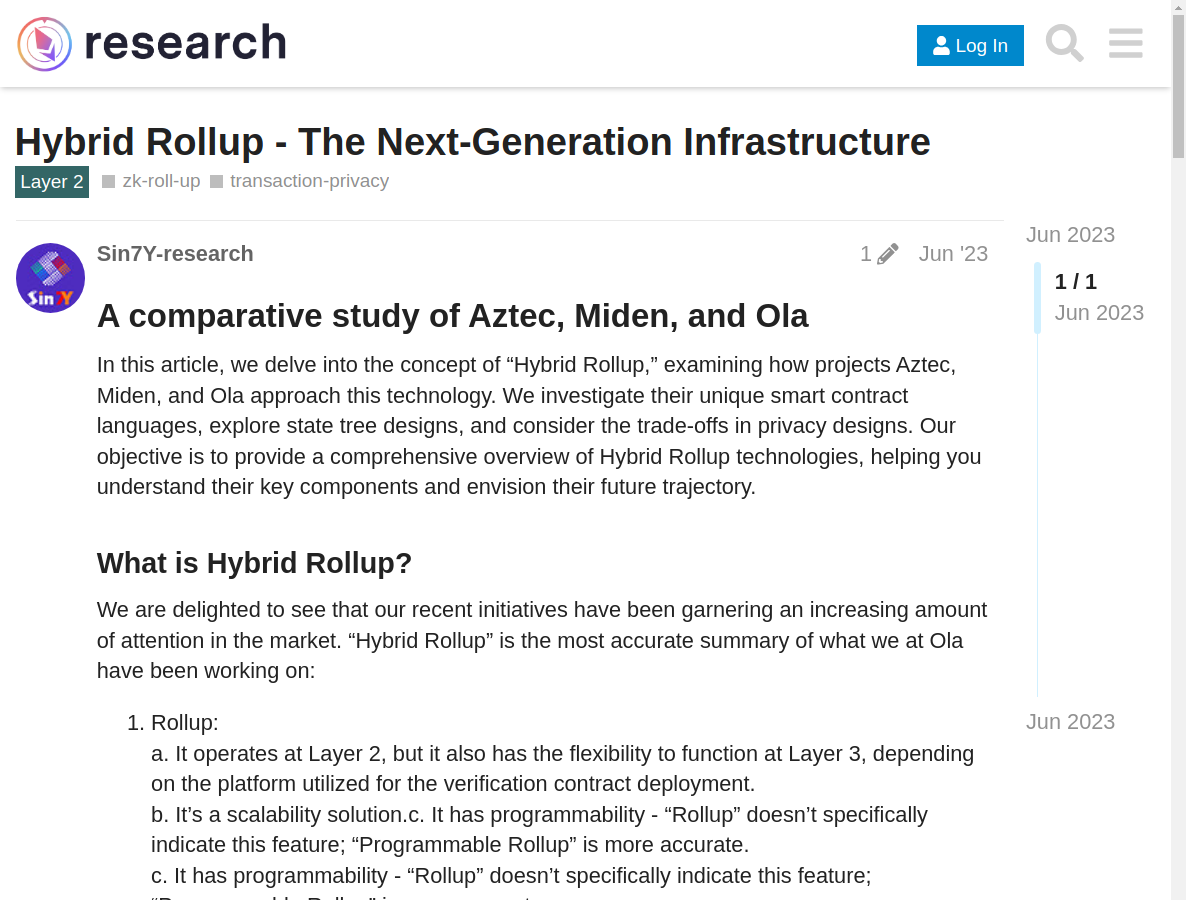 research
Log In
Hybrid Rollup - The Next-Generation Infrastructure
Layer 2 zk-roll-up transaction-privacy
Jun 2023
Sin7Y-research 1 Jun '23
Sin7Y
1 / 1
Jun 2023
A comparative study of Aztec, Miden, and Ola
In this article, we delve into the concept of “Hybrid Rollup,” examining how projects Aztec,
Miden, and Ola approach this technology. We investigate their unique smart contract
languages, explore state tree designs, and consider the trade-offs in privacy designs. Our
objective is to provide a comprehensive overview of Hybrid Rollup technologies, helping you
understand their key components and envision their future trajectory.
What is Hybrid Rollup?
We are delighted to see that our recent initiatives have been garnering an increasing amount
of attention in the market. “Hybrid Rollup” is the most accurate summary of what we at Ola
have been working on:
1. Rollup:
Jun 2023
a. It operates at Layer 2, but it also has the flexibility to function at Layer 3, depending
on the platform utilized for the verification contract deployment.
b. It’s a scalability solution.c. It has programmability - “Rollup” doesn’t specifically
indicate this feature; “Programmable Rollup” is more accurate.
c. It has programmability - “Rollup” doesn’t specifically indicate this feature;